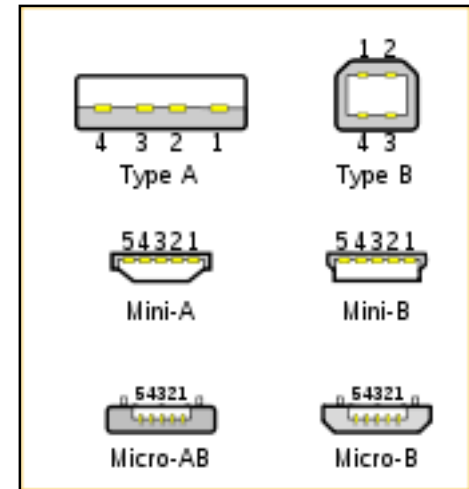 1 2
4 3 2 1
4 3
Type A
Type B
54321
54321
Mini-A
Mini-B
54321
54321
Micro-AB
Micro-B